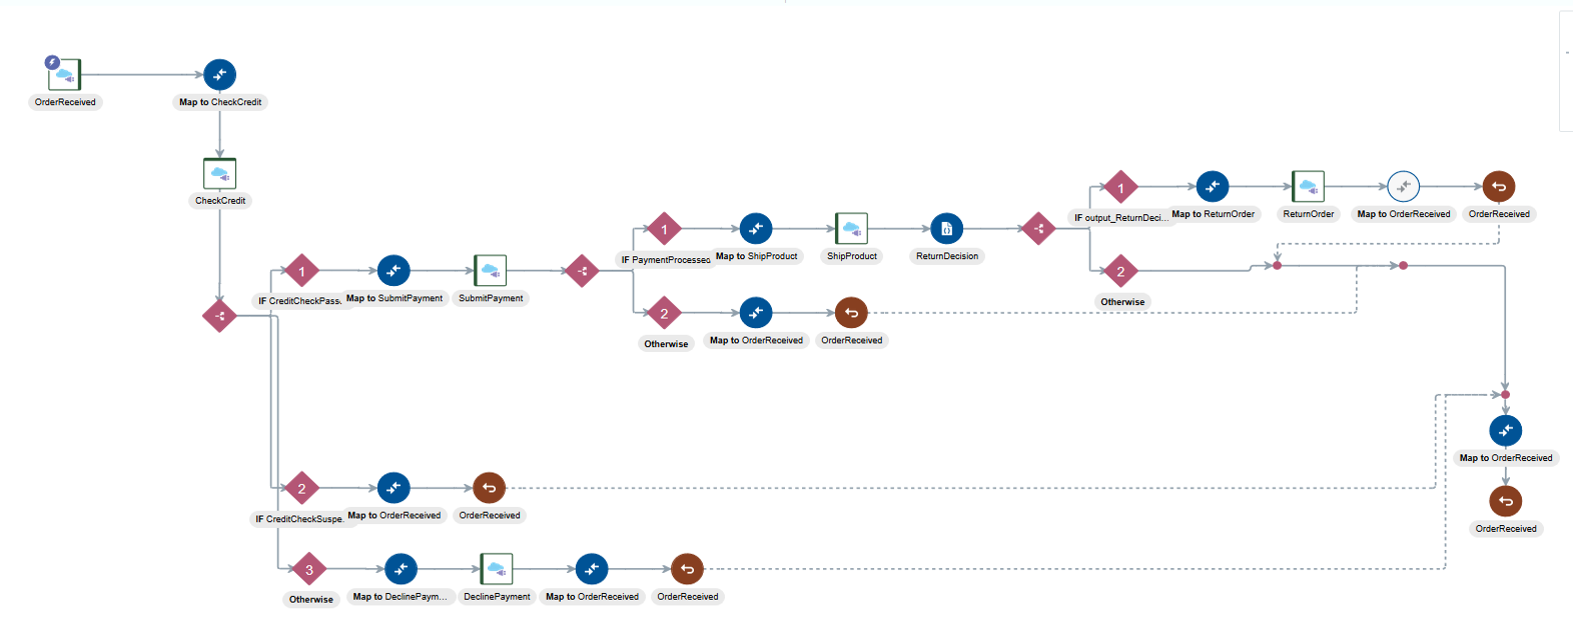 OrderReceived
Map to CheckCredit
CheckCredit
1
IF CreditCheckPass.
Map to SubmitPayment
SubmitPayment
1
IF PaymentProcessed
Map to ShipProduct
ShipProduct
ReturnDecision
1
IF output_ReturnDeci...
Map to ReturnOrder
ReturnOrder
Map to OrderReceived
OrderReceived
2
Otherwise
2
Otherwise
Map to OrderReceived
OrderReceived
2
IF CreditCheckSuspe.
Map to OrderReceived
OrderReceived
3
Otherwise
Map to DeclinePaym...
DeclinePayment
Map to OrderReceived
OrderReceived
Map to OrderReceived
OrderReceived